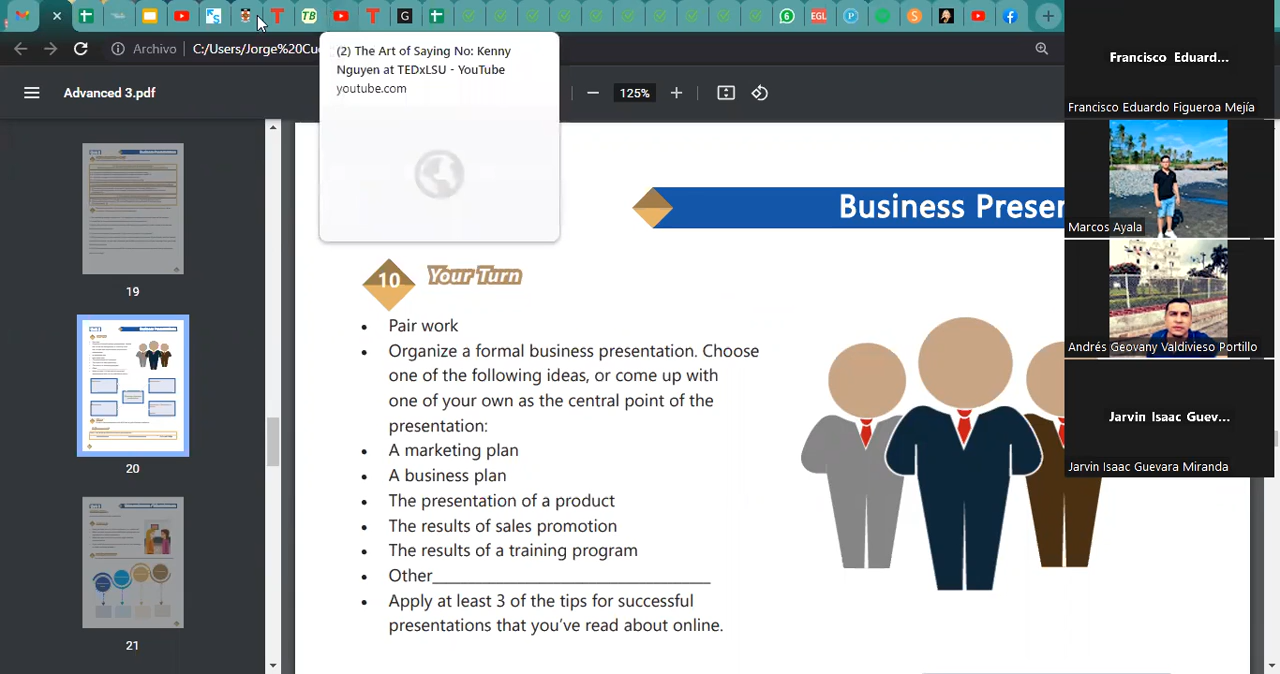 TB
G
6
EGL
P
S
Archivo
C:/Users/Jorge%20Cu
(2) The Art of Saying No: Kenny
Nguyen at TEDxLSU - YouTube
youtube.com
Advanced 3.pdf
125%
19
20
21
Business Presen
10
Your Turn
• Pair work
• Organize a formal business presentation. Choose
one of the following ideas, or come up with
one of your own as the central point of the
presentation:
• A marketing plan
• A business plan
• The presentation of a product
• The results of sales promotion
• The results of a training program
• Other______________________________
• Apply at least 3 of the tips for successful
presentations that you’ve read about online.
Francisco Eduard...
Francisco Eduardo Figueroa Mejía
Marcos Ayala
Andrés Geovany Valdivieso Portillo
Jarvin Isaac Guev...
Jarvin Isaac Guevara Miranda